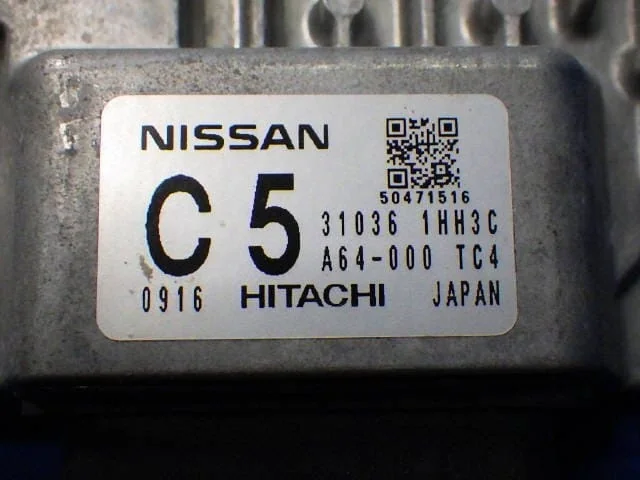 NISSAN
50471516
C 5
31036 1HH3C
A64-000 TC4
0916 HITACHI JAPAN